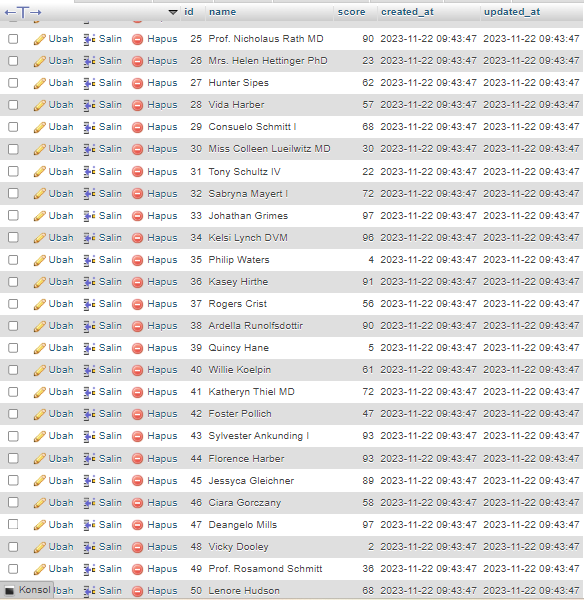 id name score created_at updated_at
Ubah Salin Hapus 25 Prof. Nicholaus Rath MD 90 2023-11-22 09:43:47 2023-11-22 09:43:47
Ubah Salin Hapus 26 Mrs. Helen Hettinger PhD 23 2023-11-22 09:43:47 2023-11-22 09:43:47
Ubah Salin Hapus 27 Hunter Sipes 62 2023-11-22 09:43:47 2023-11-22 09:43:47
Ubah Salin Hapus 28 Vida Harber 57 2023-11-22 09:43:47 2023-11-22 09:43:47
Ubah Salin Hapus 29 Consuelo Schmitt I 68 2023-11-22 09:43:47 2023-11-22 09:43:47
Ubah Salin Hapus 30 Miss Colleen Lueilwitz MD 30 2023-11-22 09:43:47 2023-11-22 09:43:47
Ubah Salin Hapus 31 Tony Schultz IV 22 2023-11-22 09:43:47 2023-11-22 09:43:47
Ubah Salin Hapus 32 Sabryna Mayert I 72 2023-11-22 09:43:47 2023-11-22 09:43:47
Ubah Salin Hapus 33 Johathan Grimes 97 2023-11-22 09:43:47 2023-11-22 09:43:47
Ubah Salin Hapus 34 Kelsi Lynch DVM 96 2023-11-22 09:43:47 2023-11-22 09:43:47
Ubah Salin Hapus 35 Philip Waters 4 2023-11-22 09:43:47 2023-11-22 09:43:47
Ubah Salin Hapus 36 Kasey Hirthe 91 2023-11-22 09:43:47 2023-11-22 09:43:47
Ubah Salin Hapus 37 Rogers Crist 56 2023-11-22 09:43:47 2023-11-22 09:43:47
Ubah Salin Hapus 38 Ardella Runolfsdottir 90 2023-11-22 09:43:47 2023-11-22 09:43:47
Ubah Salin Hapus 39 Quincy Hane 5 2023-11-22 09:43:47 2023-11-22 09:43:47
Ubah Salin Hapus 40 Willie Koelpin 61 2023-11-22 09:43:47 2023-11-22 09:43:47
Ubah Salin Hapus 41 Katheryn Thiel MD 72 2023-11-22 09:43:47 2023-11-22 09:43:47
Ubah Salin Hapus 42 Foster Pollich 47 2023-11-22 09:43:47 2023-11-22 09:43:47
Ubah Salin Hapus 43 Sylvester Ankunding I 93 2023-11-22 09:43:47 2023-11-22 09:43:47
Ubah Salin Hapus 44 Florence Harber 93 2023-11-22 09:43:47 2023-11-22 09:43:47
Ubah Salin Hapus 45 Jessyca Gleichner 89 2023-11-22 09:43:47 2023-11-22 09:43:47
Ubah Salin Hapus 46 Ciara Gorczany 58 2023-11-22 09:43:47 2023-11-22 09:43:47
Ubah Salin Hapus 47 Deangelo Mills 97 2023-11-22 09:43:47 2023-11-22 09:43:47
Ubah Salin Hapus 48 Vicky Dooley 2 2023-11-22 09:43:47 2023-11-22 09:43:47
Ubah Salin Hapus 49 Prof. Rosamond Schmitt 36 2023-11-22 09:43:47 2023-11-22 09:43:47
Konsol bah Salin Hapus 50 Lenore Hudson 68 2023-11-22 09:43:47 2023-11-22 09:43:47